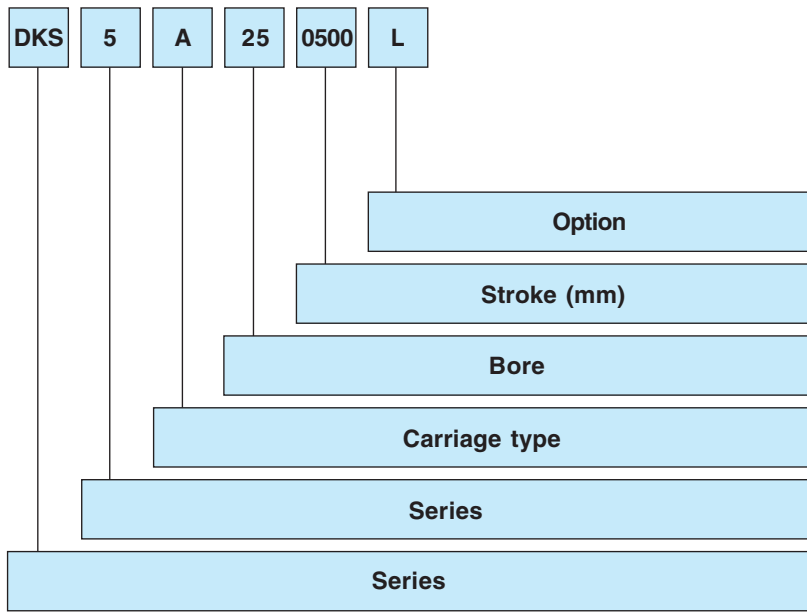 DKS 5 A 25 0500 L
Option
Stroke (mm)
Bore
Carriage type
Series
Series